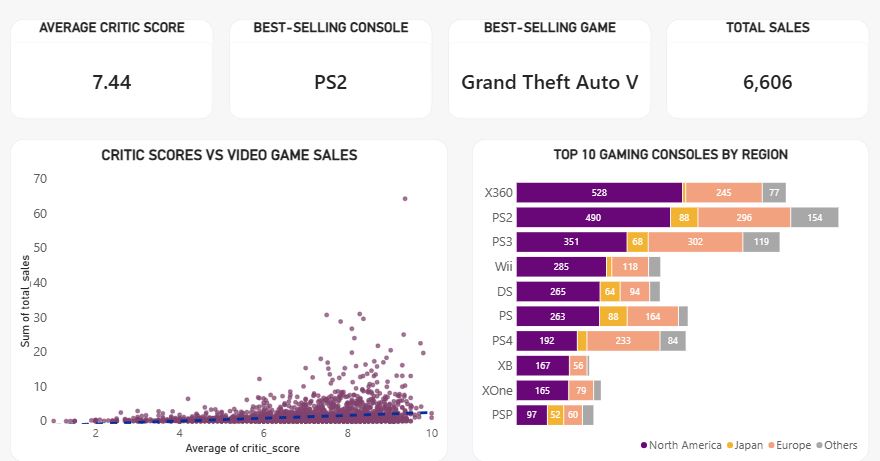 AVERAGE CRITIC SCORE
7.44
BEST-SELLING CONSOLE
PS2
BEST-SELLING GAME
Grand Theft Auto V
TOTAL SALES
6,606
CRITIC SCORES VS VIDEO GAME SALES
Sum of total_sales
70
60
50
40
30
20
10
0
2 4 6 8 10
Average of critic_score
TOP 10 GAMING CONSOLES BY REGION
X360 528 245 77
PS2 490 88 296 154
PS3 351 68 302 119
Wii 285 118
DS 265 64 94
PS 263 88 164
PS4 192 233 84
XB 167 56
XOne 165 79
PSP 97 52 60
North America Japan Europe Others